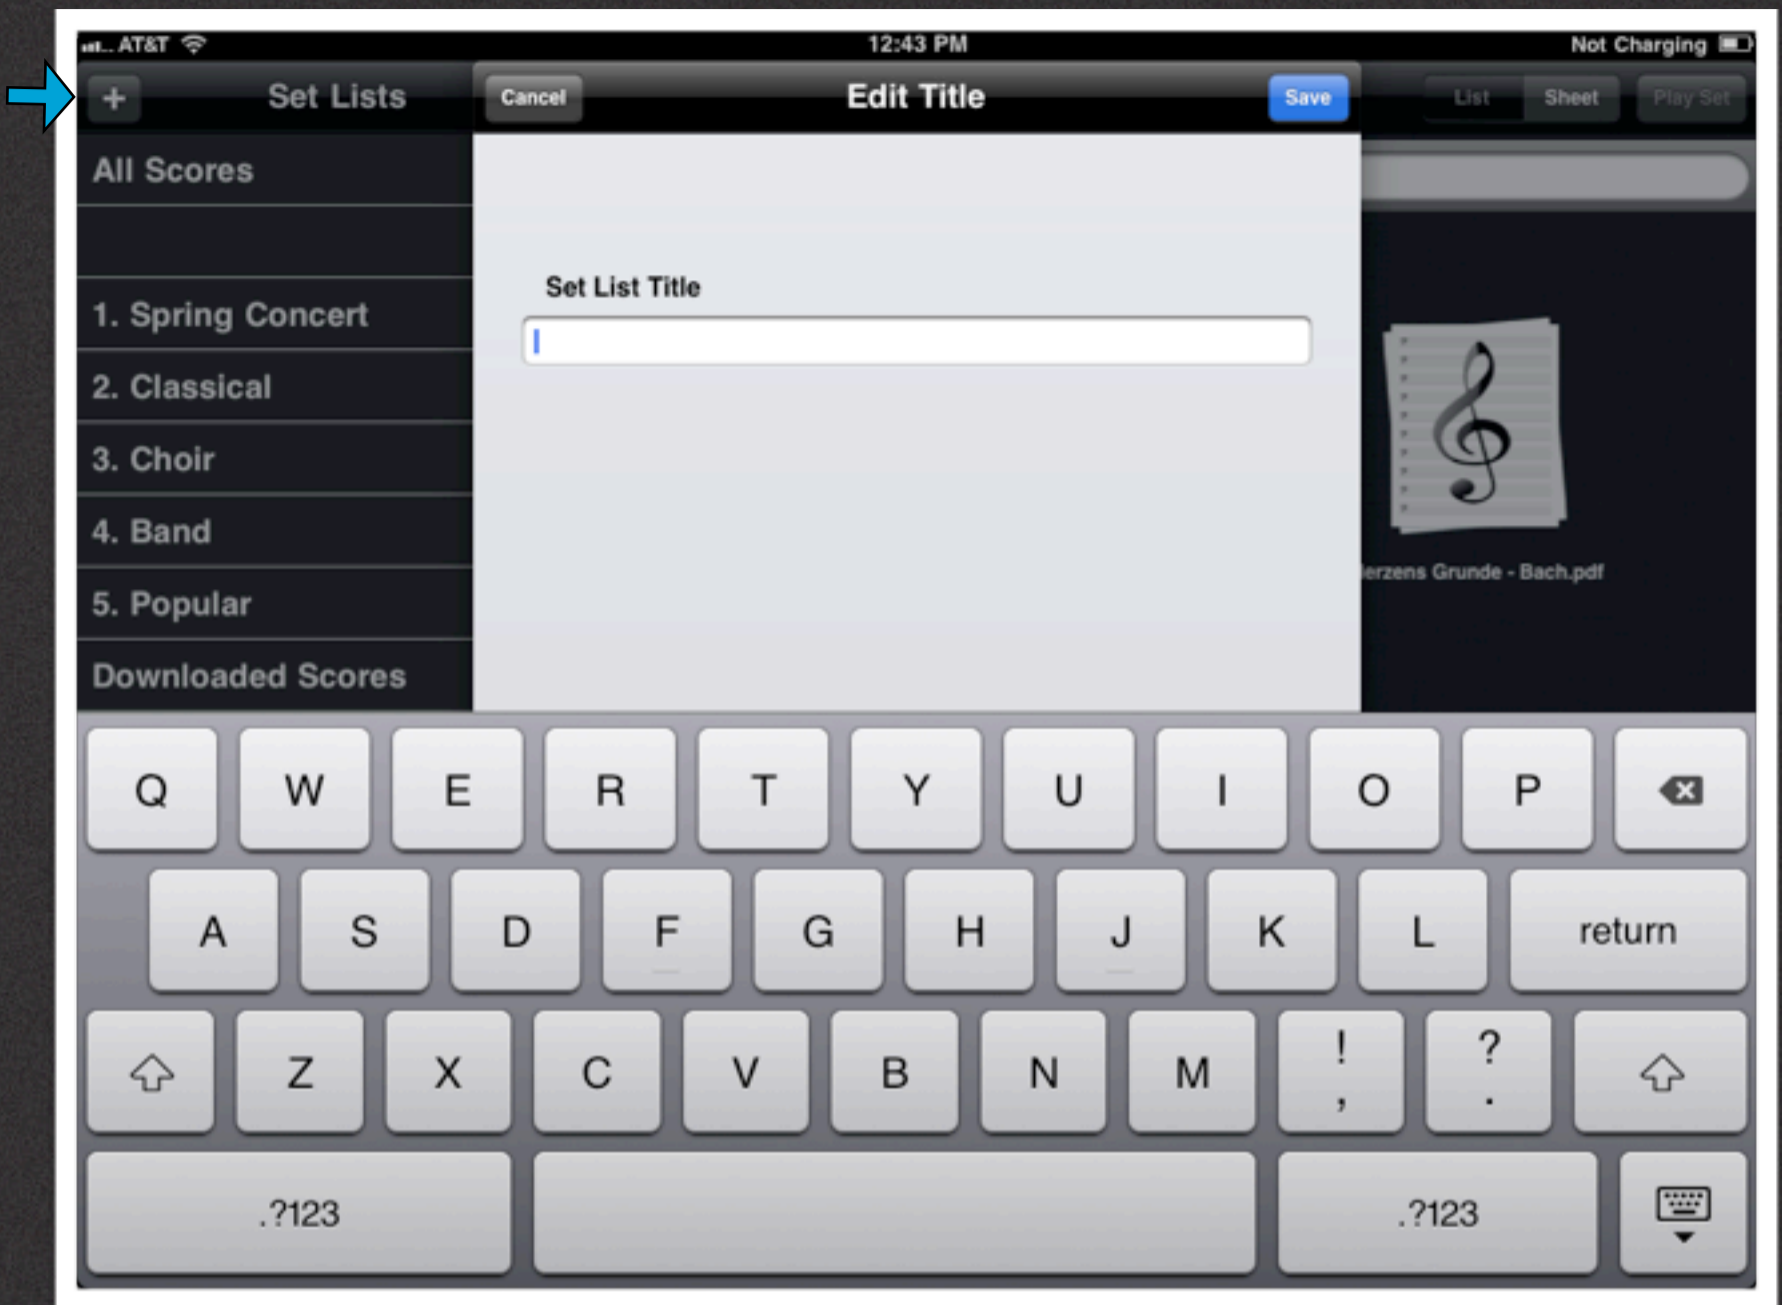 AT&T 12:43 PM Not Charging
+ Set Lists Cancel Edit Title Save List Sheet Play Set
All Scores
Set List Title
1. Spring Concert
2. Classical
3. Choir
4. Band
erzens Grunde - Bach.pdf
5. Popular
Downloaded Scores
Q W E R T Y U I O P
A S D F G H J K L return
Z X C V B N M ! , ? .
.?123 .?123